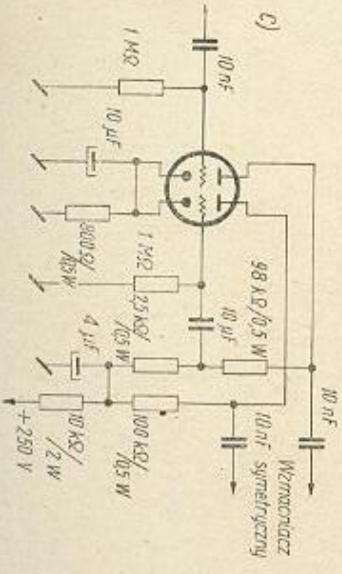 c)
10 nF
1 MΩ
10 µF
800 Ω/
/0,5 W
1 MΩ
2,5 kΩ/
/0,5 W
4 µF
98 kΩ/0,5 W
10 µF
10 nF
10 nF
100 kΩ/
/0,5 W
10 kΩ/
/2 W
+250 V
Wzmacniacz
symetryczny